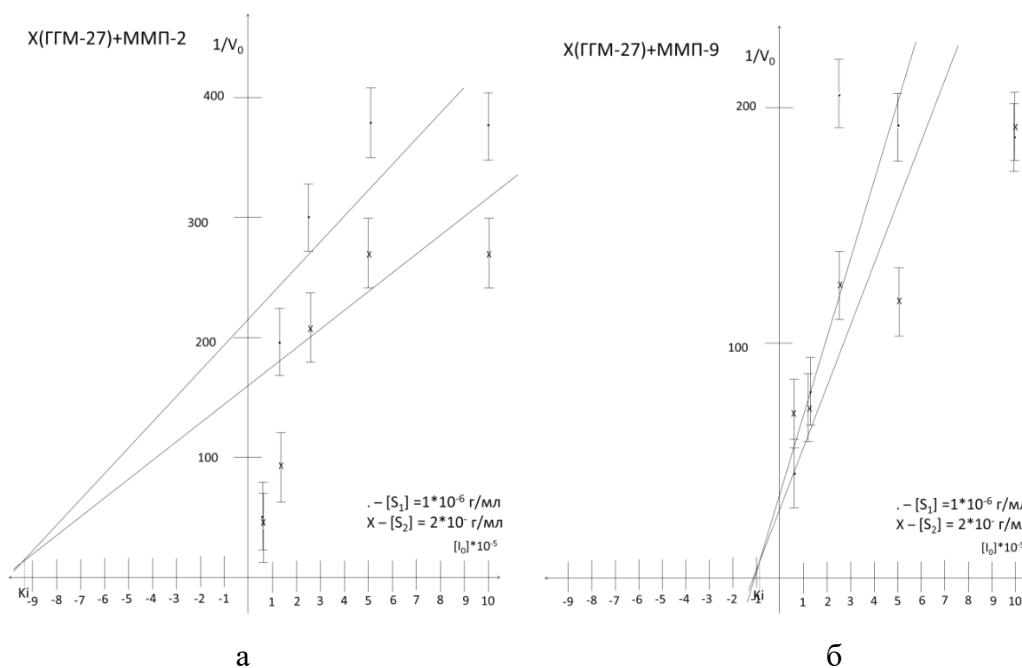 Х(ГГМ-27)+ММП-2
1/V₀
400
300
200
100
. – [S₁] =1*10⁻⁶ г/мл
X – [S₂] = 2*10⁻ г/мл
[I₀]*10⁻⁵
Ki
-9 -8 -7 -6 -5 -4 -3 -2 -1 1 2 3 4 5 6 7 8 9 10
а
Х(ГГМ-27)+ММП-9
1/V₀
200
100
. – [S₁] =1*10⁻⁶ г/мл
X – [S₂] = 2*10⁻ г/мл
[I₀]*10⁻⁵
Ki
-9 -8 -7 -6 -5 -4 -3 -2 -1 1 2 3 4 5 6 7 8 9 10
б